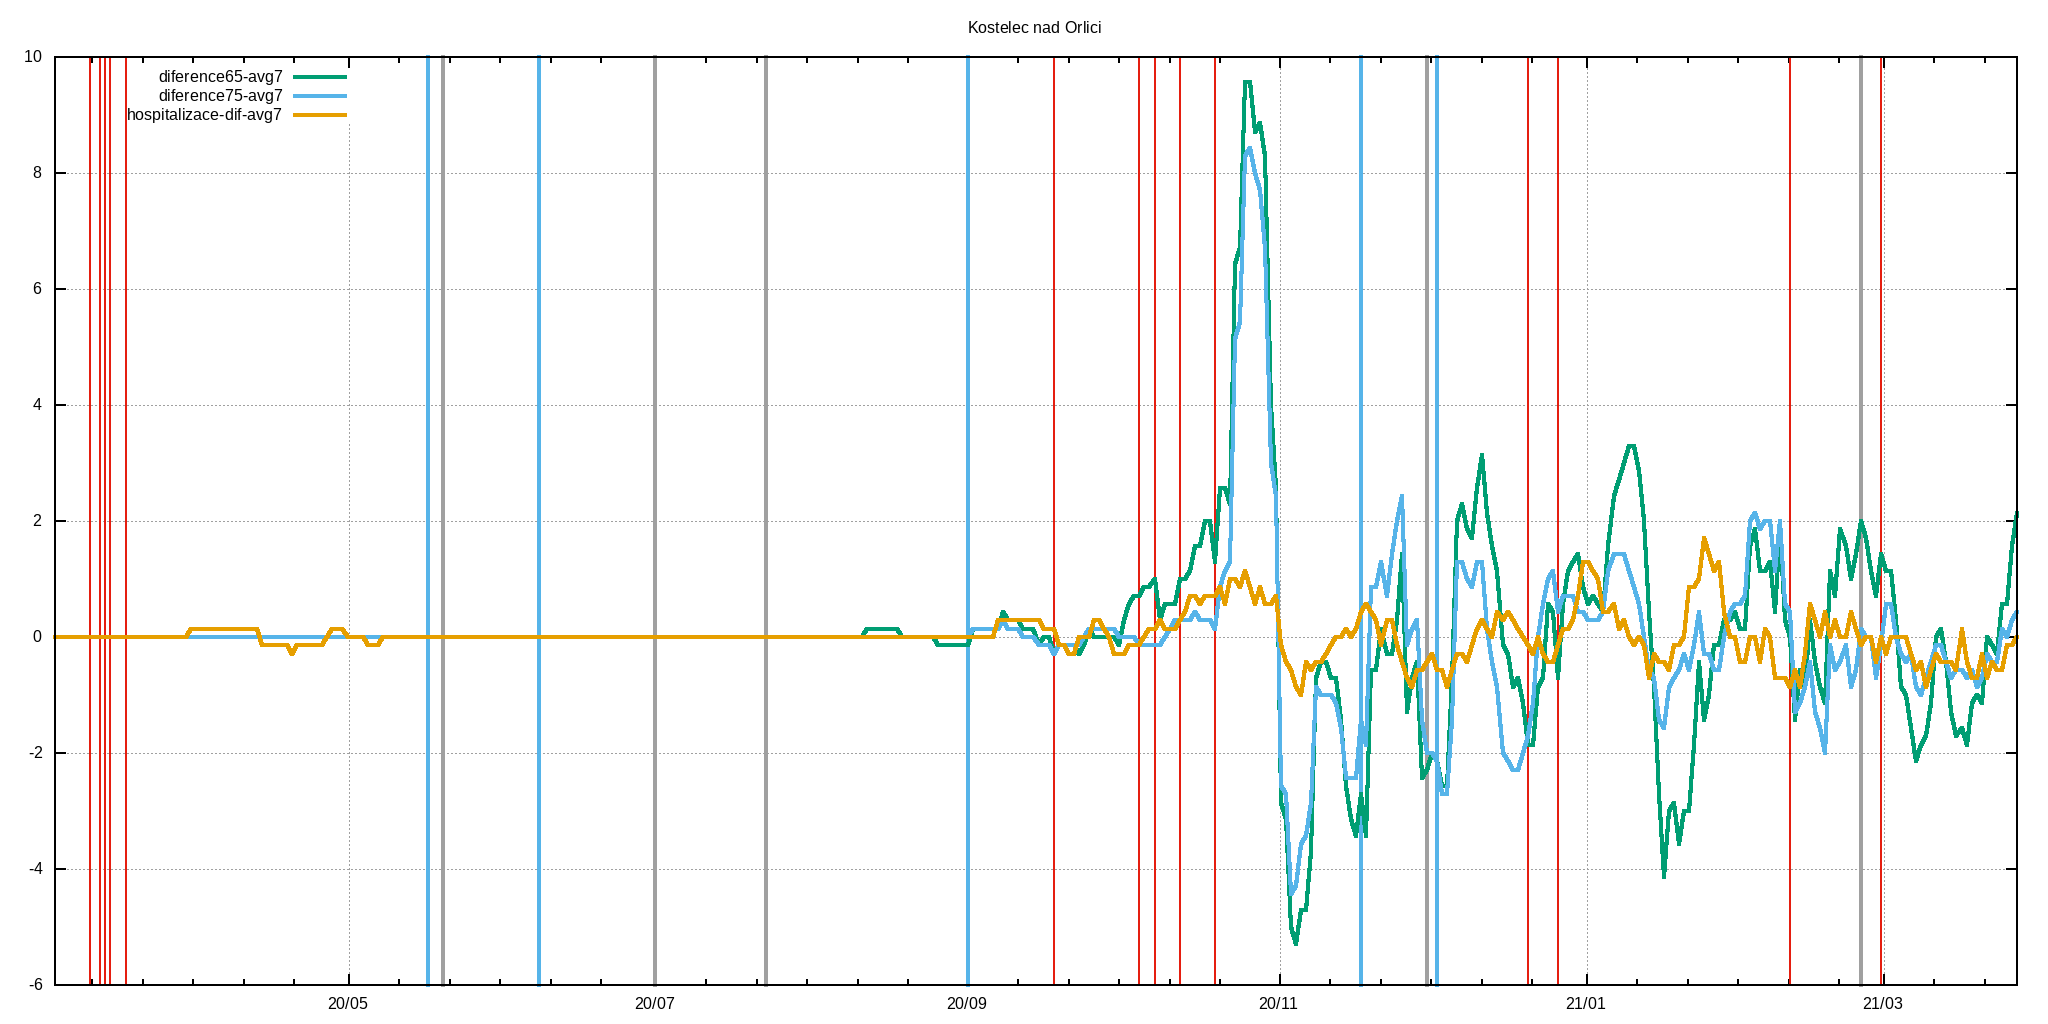 Kostelec nad Orlici
10
diference65-avg7
diference75-avg7
hospitalizace-dif-avg7
8
6
4
2
0
-2
-4
-6
20/05 20/07 20/09 20/11 21/01 21/03